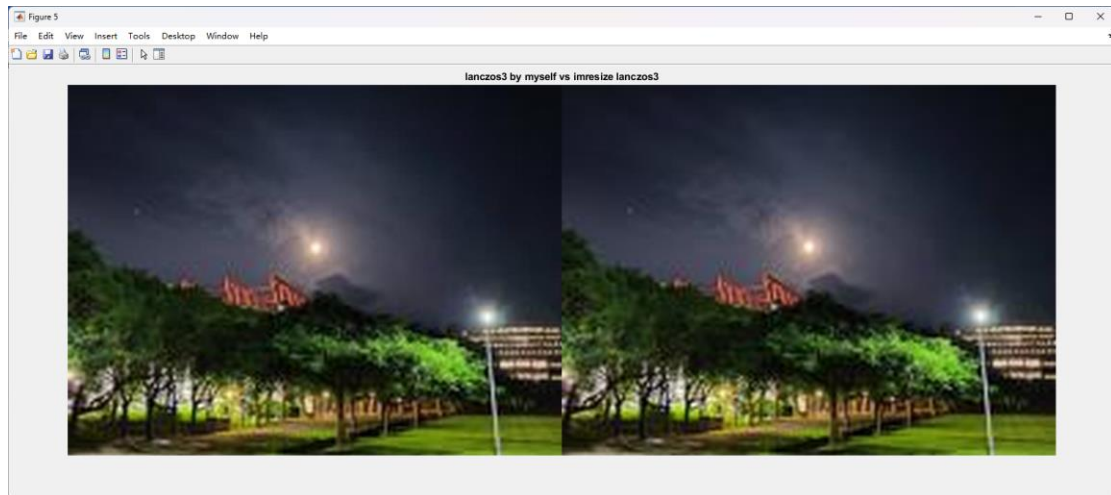 Figure 5
File Edit View Insert Tools Desktop Window Help
lanczos3 by myself vs imresize lanczos3